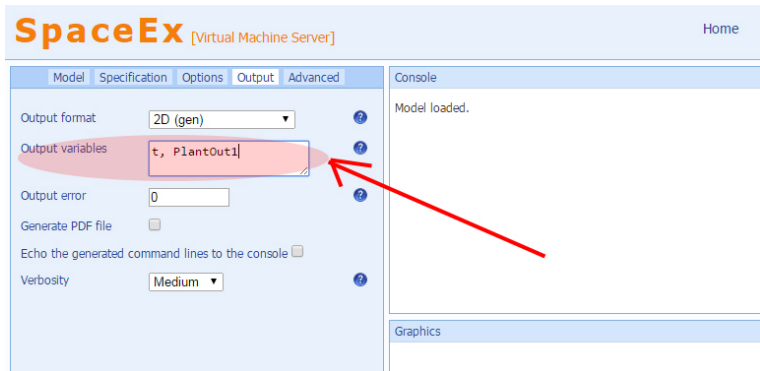 SpaceEx [Virtual Machine Server]
Home
Model Specification Options Output Advanced
Console
Model loaded.
Output format 2D (gen)
Output variables t, PlantOut1
Output error 0
Generate PDF file
Echo the generated command lines to the console
Verbosity Medium
Graphics